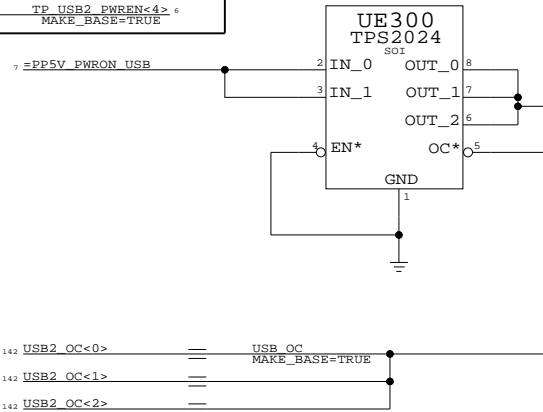 TP_USB2_PWREN<4> 6
MAKE_BASE=TRUE
UE300
TPS2024
SOI
7 =PP5V_PWRON_USB
2 IN_0 OUT_0 8
3 IN_1 OUT_1 7
OUT_2 6
4 EN* OC* 5
GND
1
142 USB2_OC<0> USB_OC
MAKE_BASE=TRUE
142 USB2_OC<1>
142 USB2_OC<2>